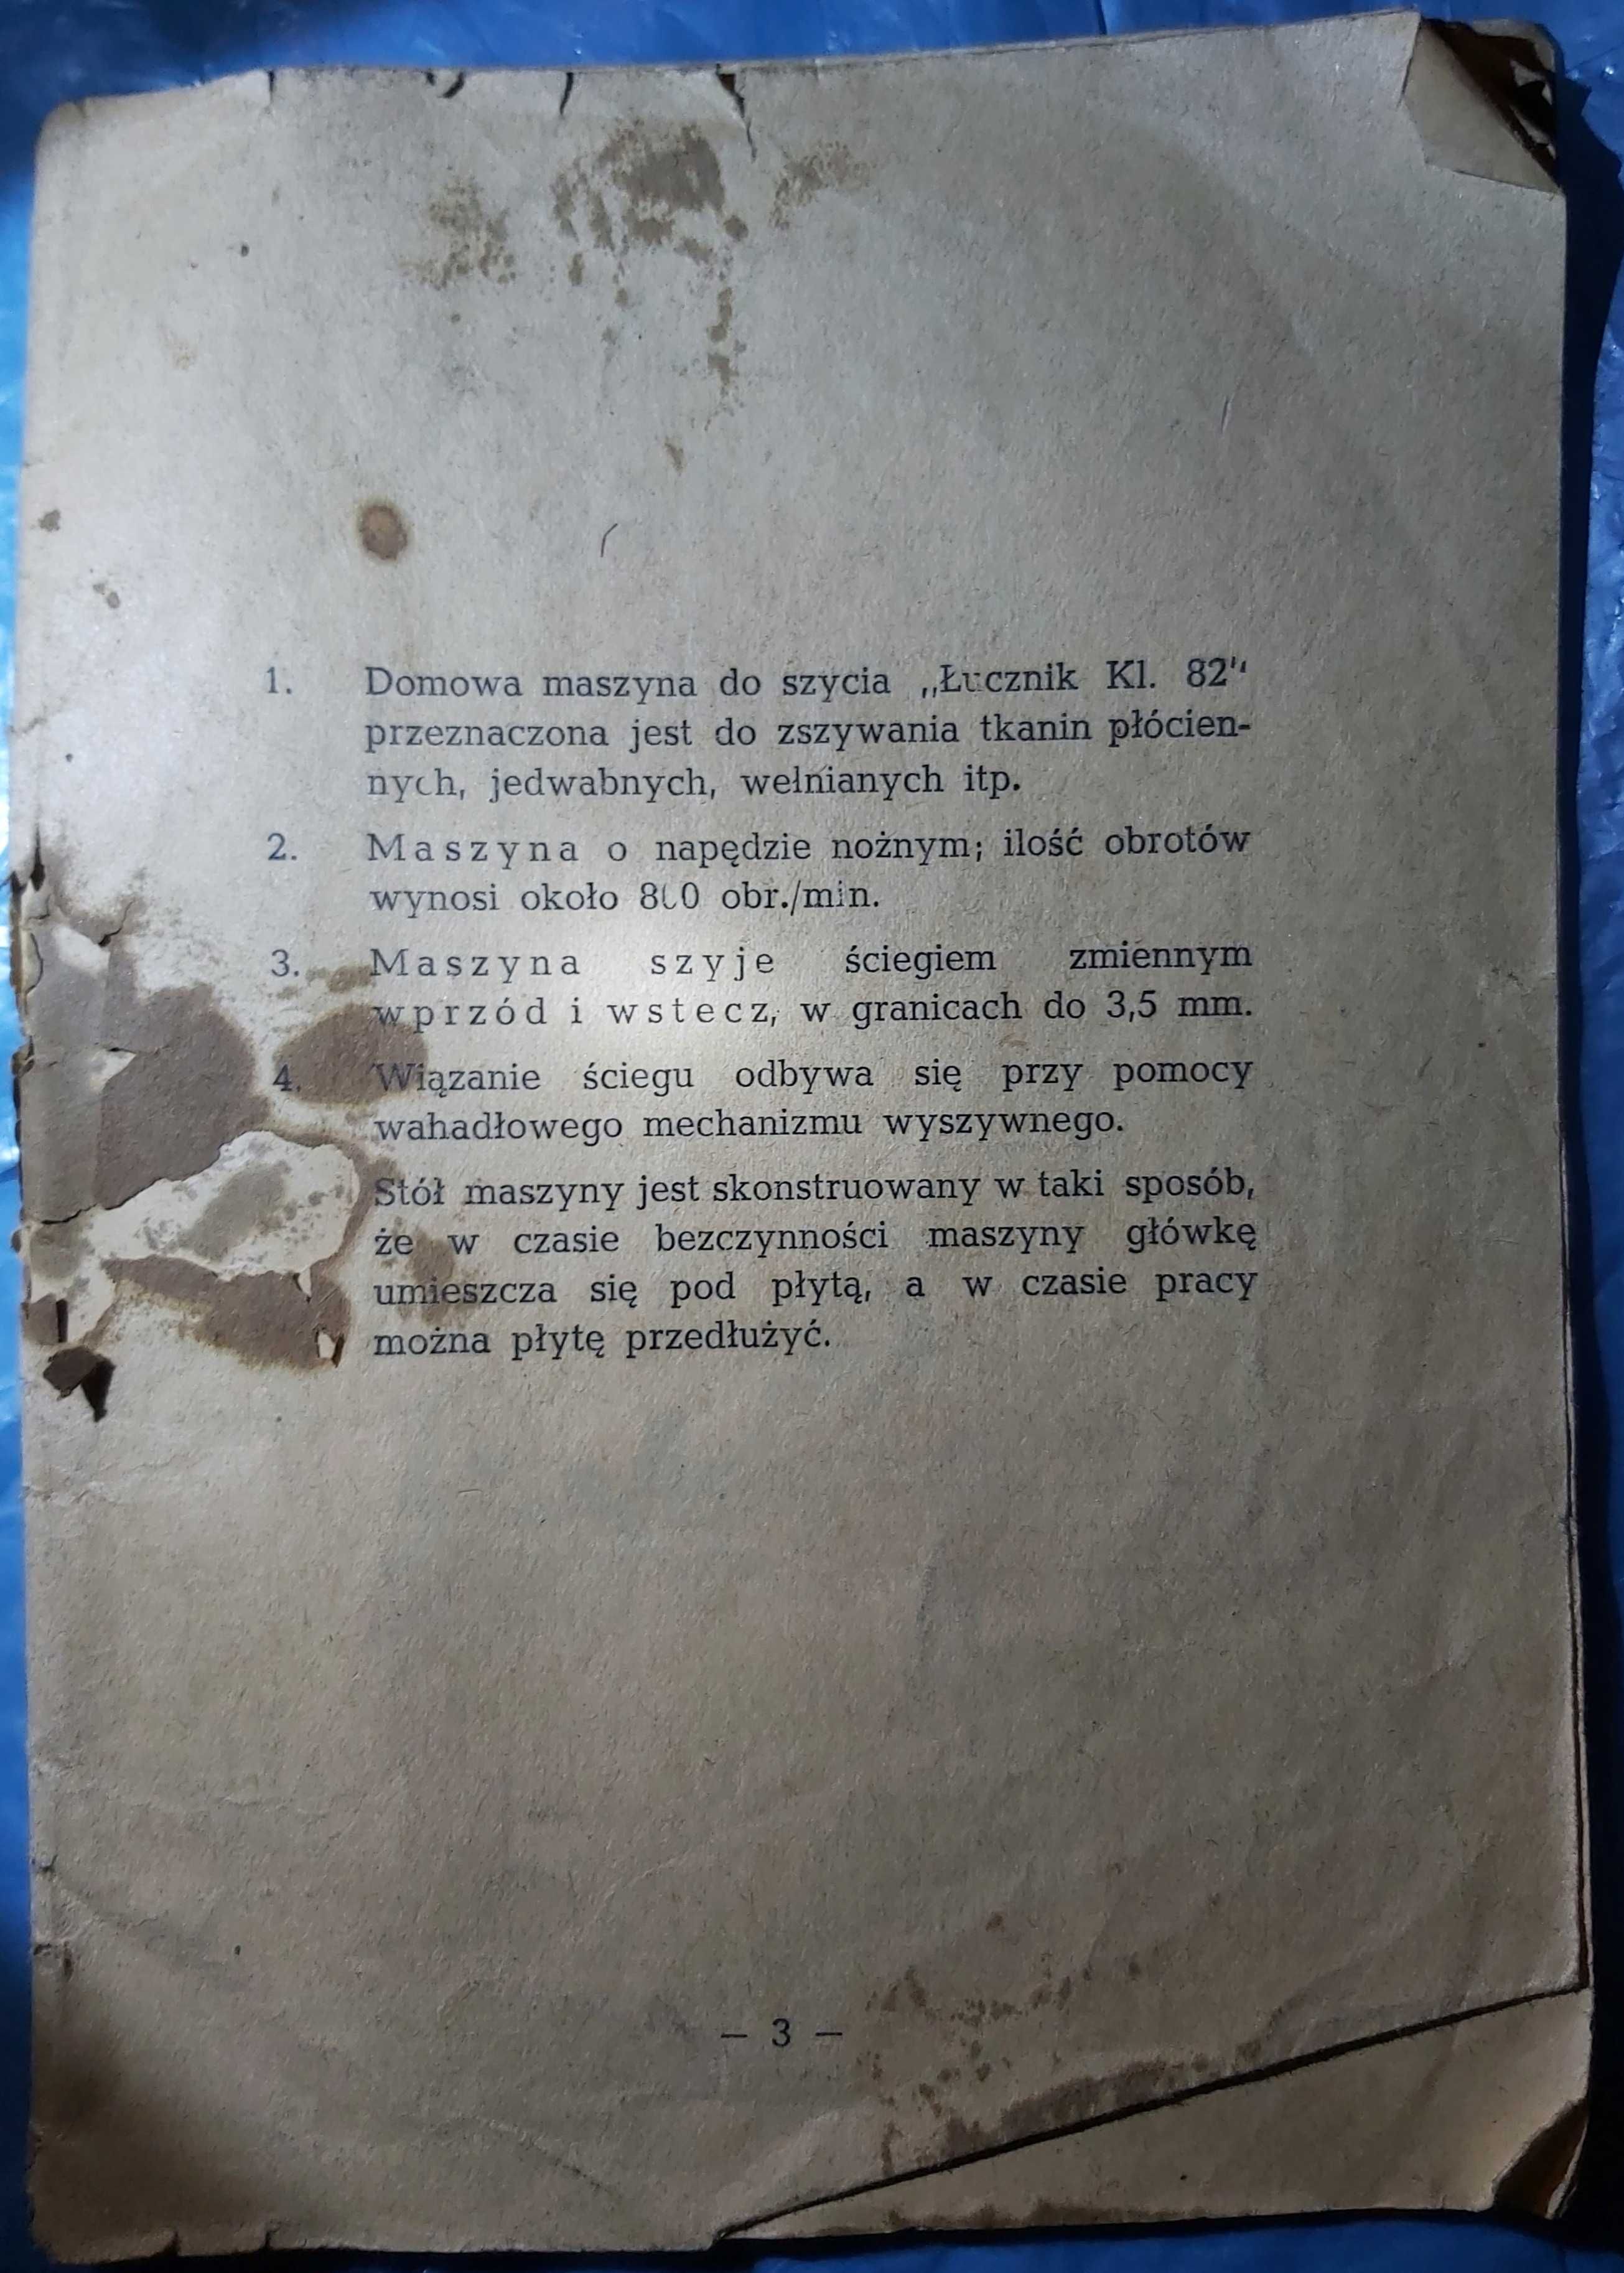 1. Domowa maszyna do szycia „Łucznik Kl. 82"
przeznaczona jest do zszywania tkanin płócien-
nych, jedwabnych, wełnianych itp.
2. Maszyna o napędzie nożnym; ilość obrotów
wynosi około 800 obr./min.
3. Maszyna szyje ściegiem zmiennym
wprzód i wstecz, w granicach do 3,5 mm.
4. Wiązanie ściegu odbywa się przy pomocy
wahadłowego mechanizmu wyszywnego.
Stół maszyny jest skonstruowany w taki sposób,
że w czasie bezczynności maszyny główkę
umieszcza się pod płytą, a w czasie pracy
można płytę przedłużyć.
— 3 —